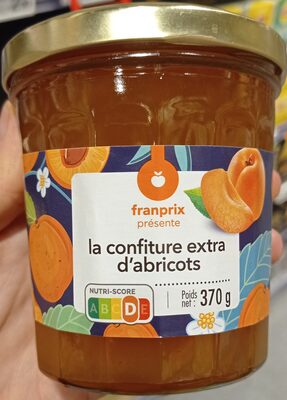 franprix
présente
la confiture extra
d'abricots
NUTRI-SCORE
A B C D E
Poids
net : 370 g